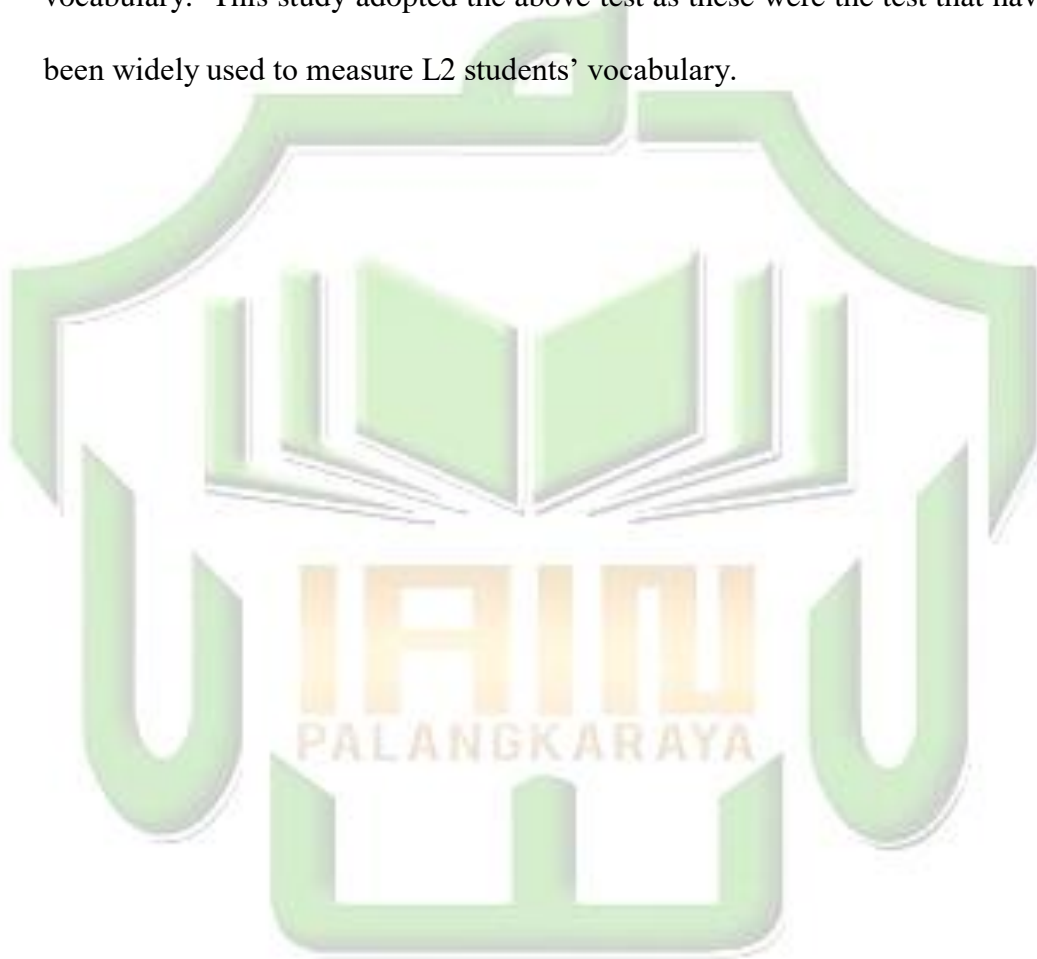 vocabulary. This study adopted the above test as these were the test that hav
been widely used to measure L2 students’ vocabulary.
IAIN
PALANGKARAYA